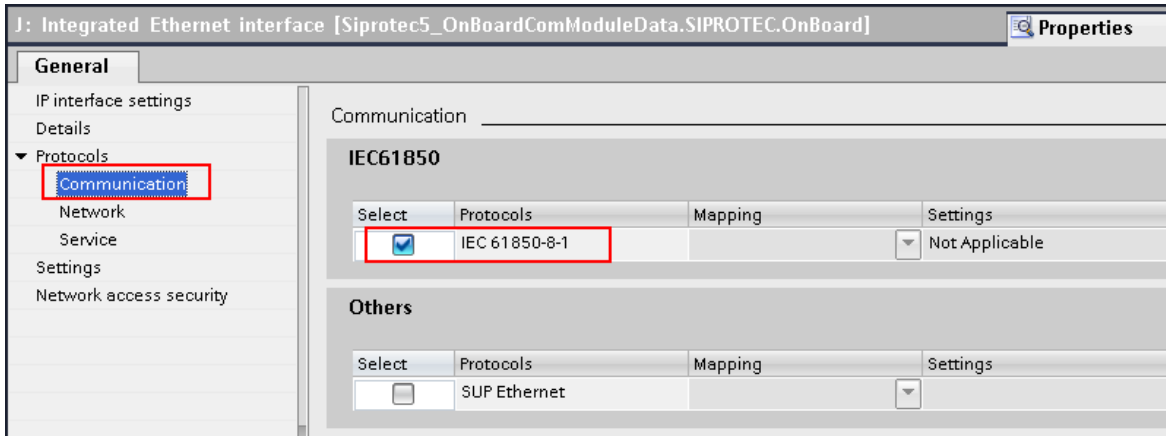 J: Integrated Ethernet interface [Siprotec5_OnBoardComModuleData.SIPROTEC.OnBoard]
Properties
General
IP interface settings
Details
Protocols
Communication
Network
Service
Settings
Network access security
Communication
IEC61850
Select Protocols Mapping Settings
IEC 61850-8-1 Not Applicable
Others
Select Protocols Mapping Settings
SUP Ethernet